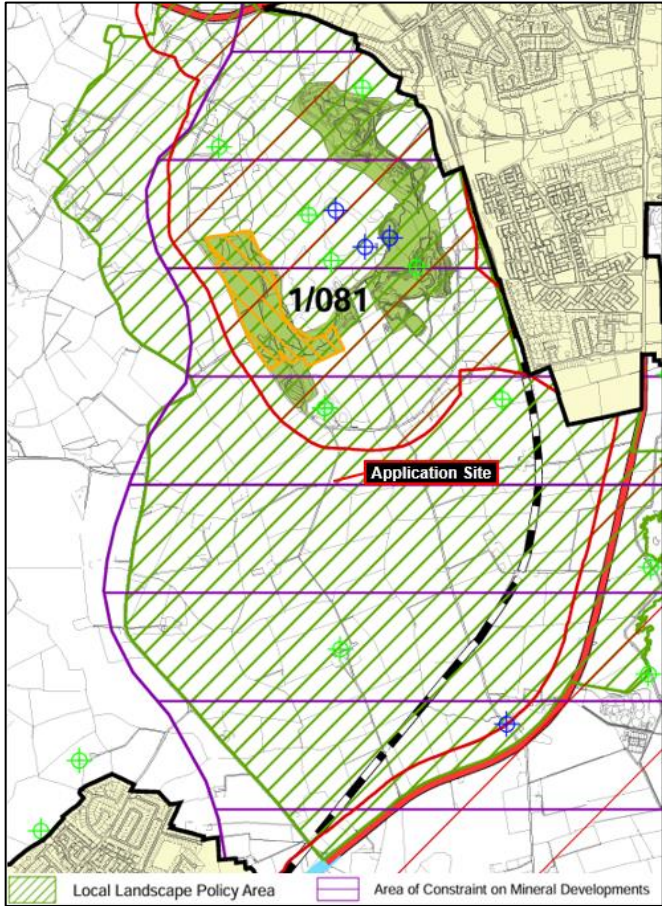 1/081
Application Site
Local Landscape Policy Area
Area of Constraint on Mineral Developments